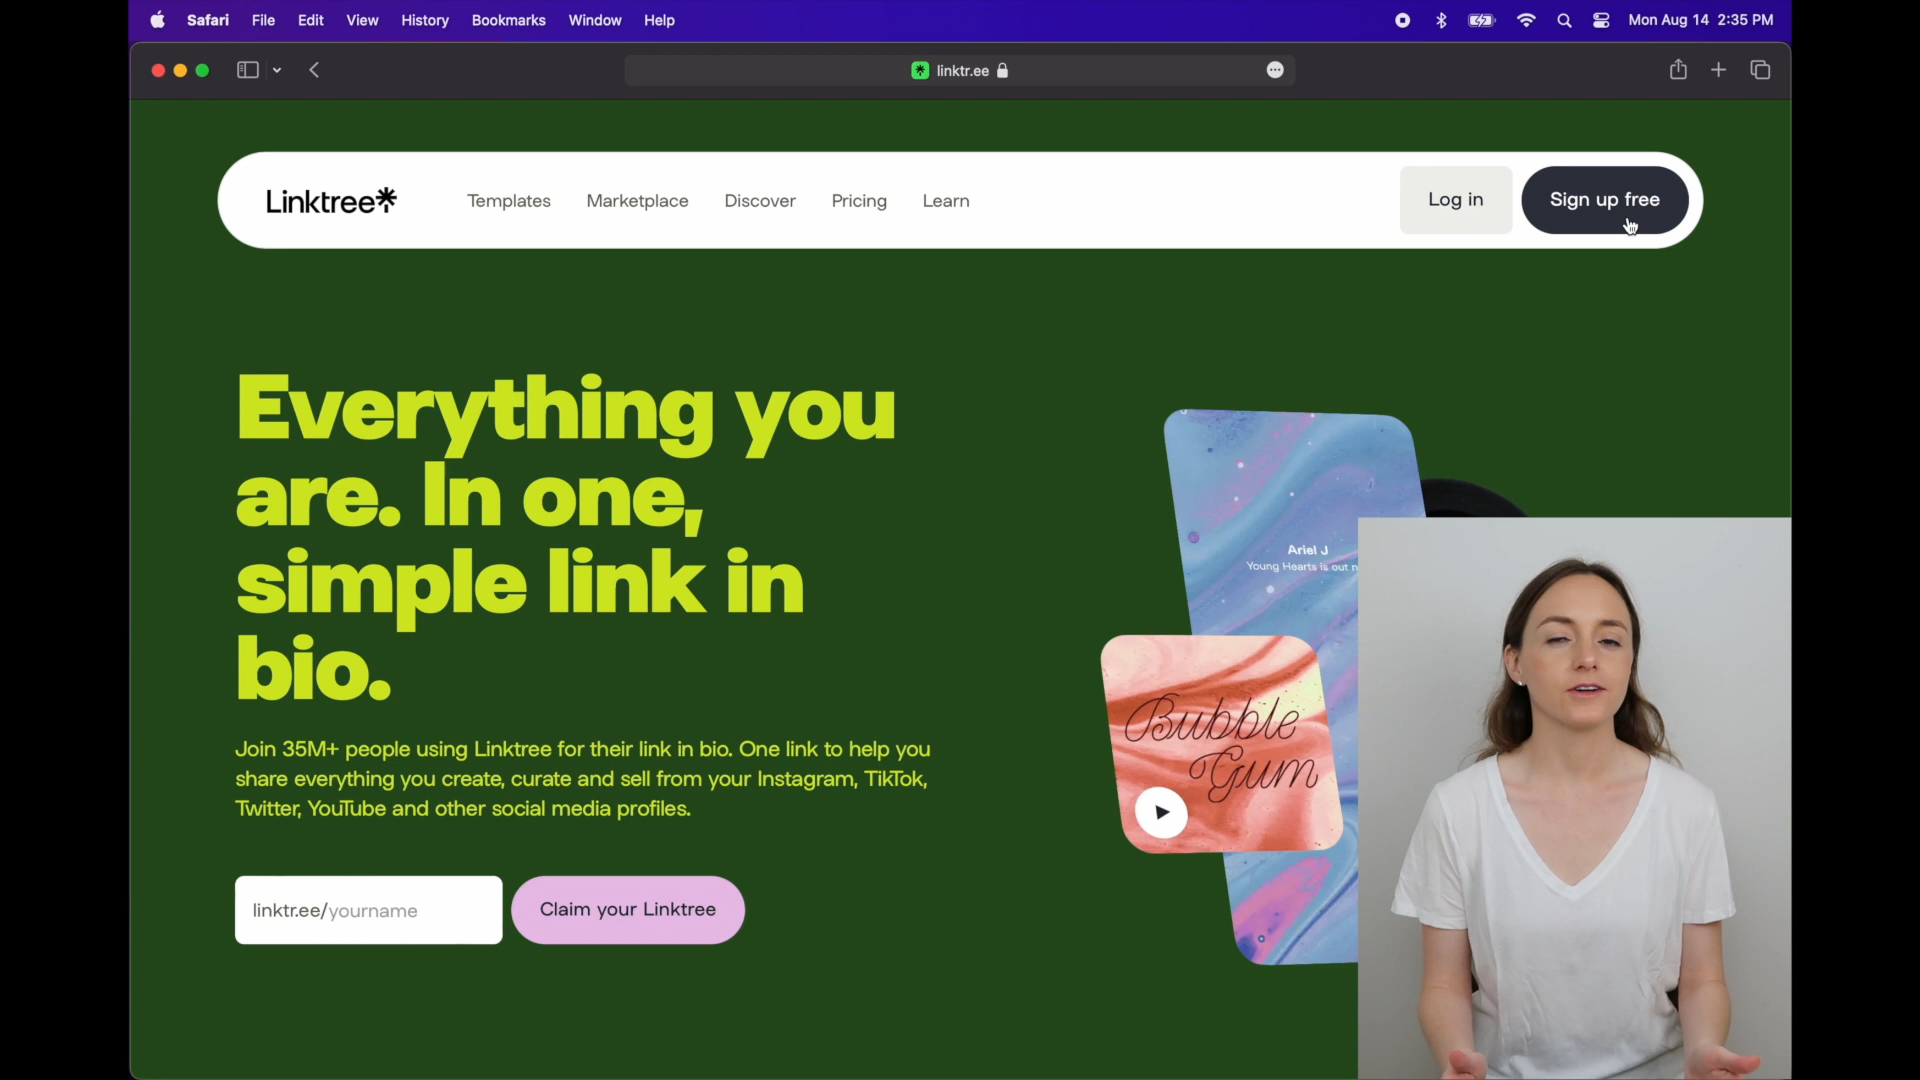 Safari File Edit View History Bookmarks Window Help Mon Aug 14 2:35 PM
linktr.ee
Linktree* Templates Marketplace Discover Pricing Learn Log in Sign up free
Everything you
are. In one,
simple link in
bio.
Join 35M+ people using Linktree for their link in bio. One link to help you
share everything you create, curate and sell from your Instagram, TikTok,
Twitter, YouTube and other social media profiles.
linktr.ee/yourname Claim your Linktree
Ariel J
Young Hearts is out
Bubble
Gum